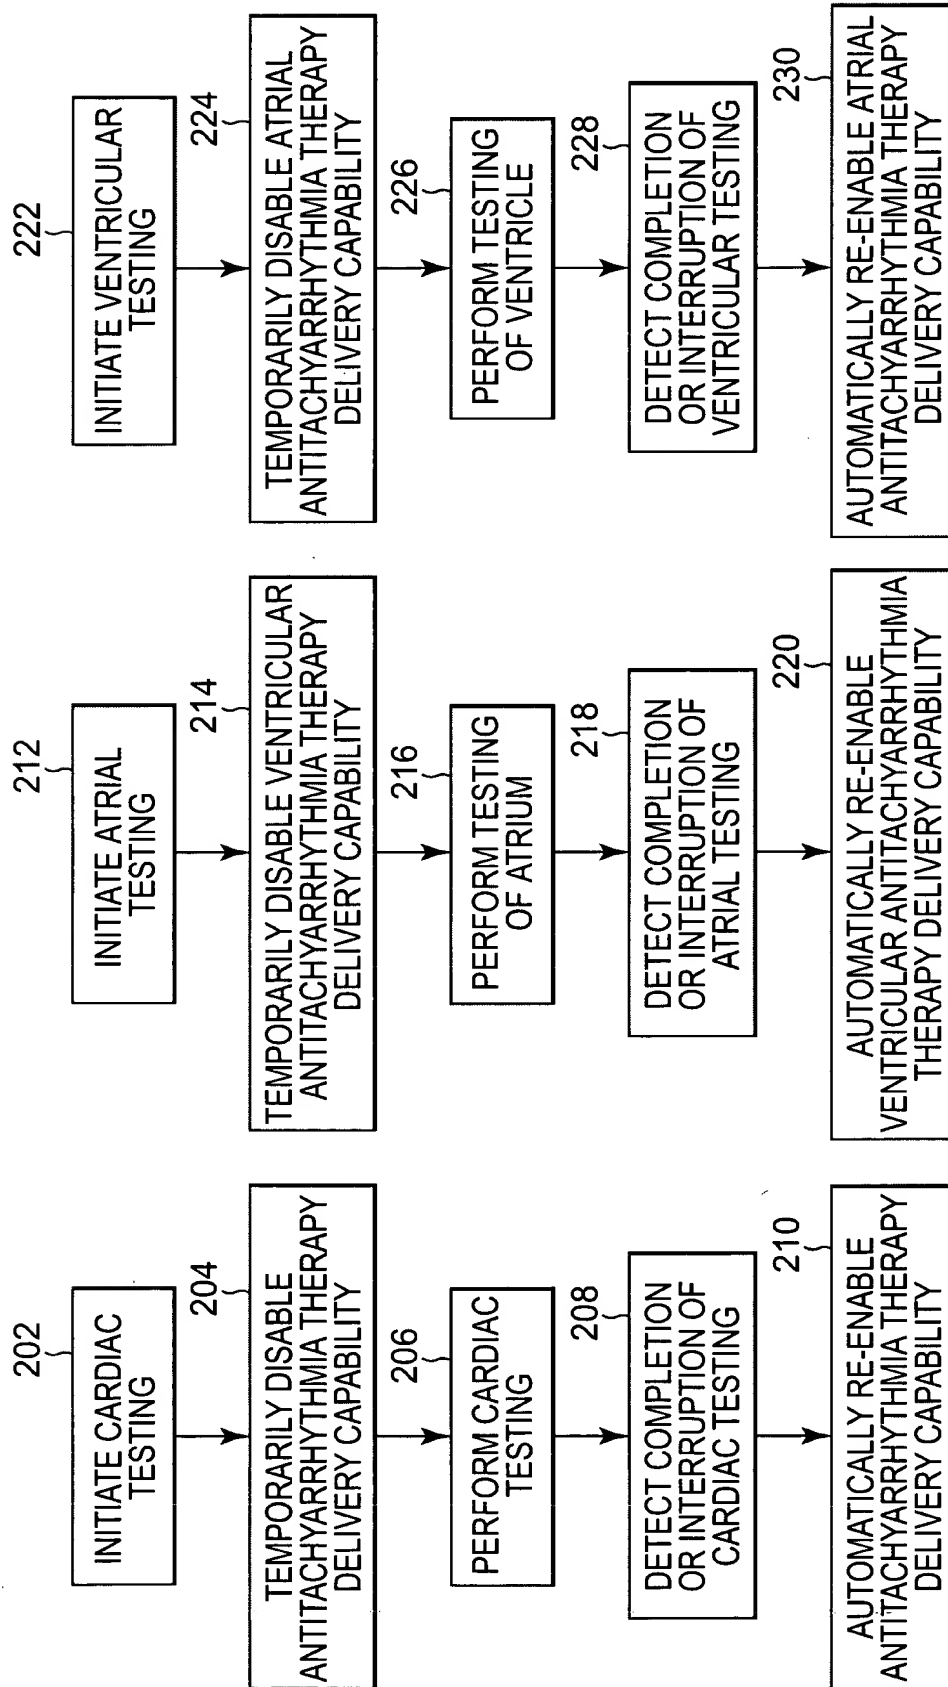 202
INITIATE CARDIAC
TESTING
204
TEMPORARILY DISABLE
ANTITACHYARRHYTHMIA THERAPY
DELIVERY CAPABILITY
206
PERFORM CARDIAC
TESTING
208
DETECT COMPLETION
OR INTERRUPTION OF
CARDIAC TESTING
210
AUTOMATICALLY RE-ENABLE
ANTITACHYARRHYTHMIA THERAPY
DELIVERY CAPABILITY
212
INITIATE ATRIAL
TESTING
214
TEMPORARILY DISABLE VENTRICULAR
ANTITACHYARRHYTHMIA THERAPY
DELIVERY CAPABILITY
216
PERFORM TESTING
OF ATRIUM
218
DETECT COMPLETION
OR INTERRUPTION OF
ATRIAL TESTING
220
AUTOMATICALLY RE-ENABLE
VENTRICULAR ANTITACHYARRHYTHMIA
THERAPY DELIVERY CAPABILITY
222
INITIATE VENTRICULAR
TESTING
224
TEMPORARILY DISABLE ATRIAL
ANTITACHYARRHYTHMIA THERAPY
DELIVERY CAPABILITY
226
PERFORM TESTING
OF VENTRICLE
228
DETECT COMPLETION
OR INTERRUPTION OF
VENTRICULAR TESTING
230
AUTOMATICALLY RE-ENABLE ATRIAL
ANTITACHYARRHYTHMIA THERAPY
DELIVERY CAPABILITY